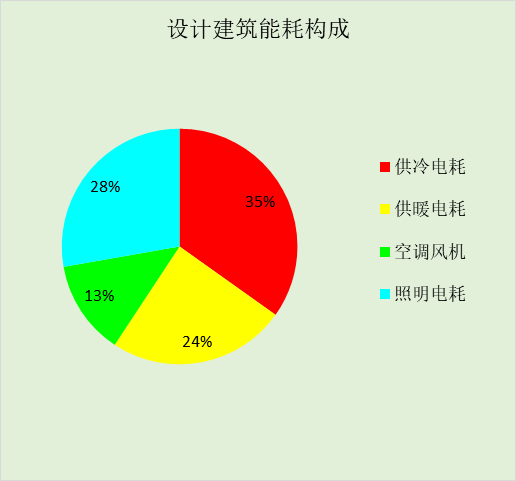 设计建筑能耗构成
供冷电耗
35%
28%
供暖电耗
空调风机
13%
照明电耗
24%